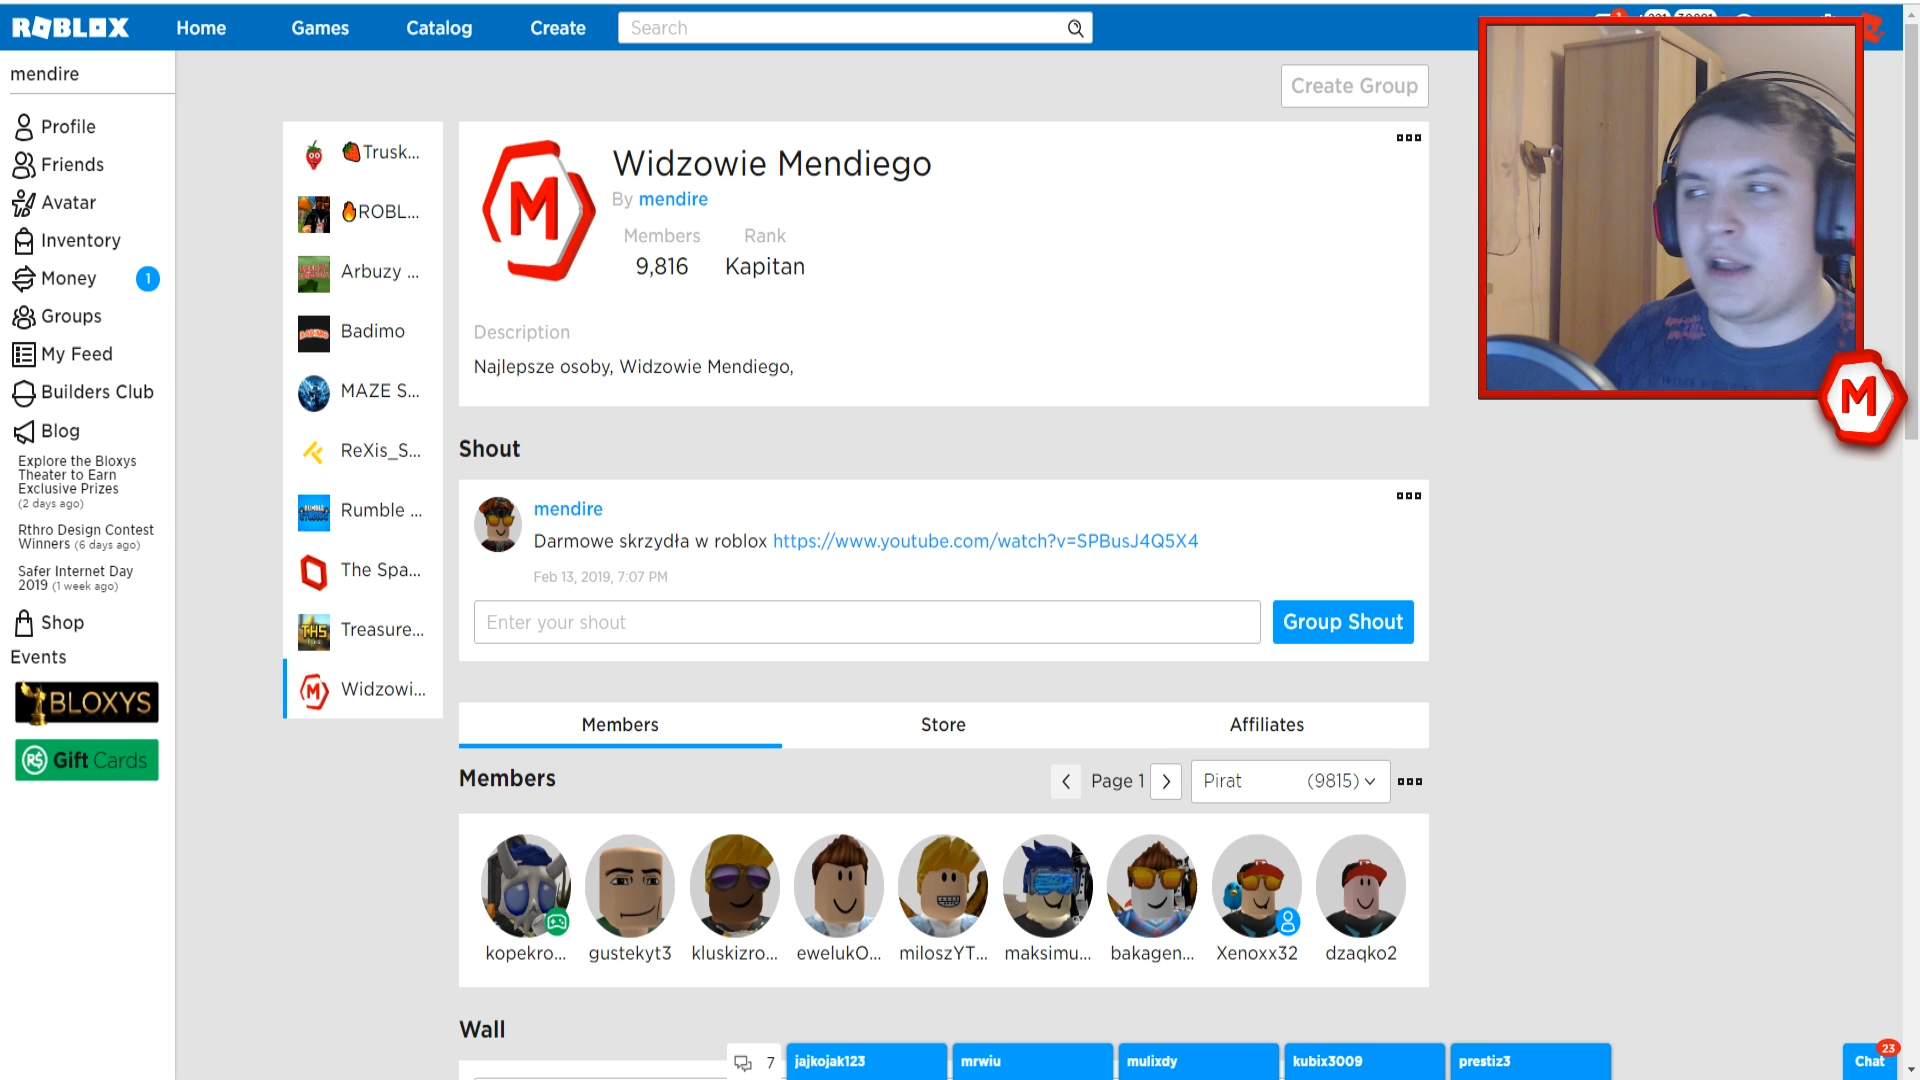 ROBLOX
Home
Games
Catalog
Create
Search
1
mendire
Profile
Friends
Avatar
Inventory
Money
1
Groups
My Feed
Builders Club
Blog
Explore the Bloxys
Theater to Earn
Exclusive Prizes
(2 days ago)
Rthro Design Contest
Winners (6 days ago)
Safer Internet Day
2019 (1 week ago)
Shop
Events
BLOXYS
R$ Gift Cards
Trusk...
ROBL...
Arbuzy ...
Badimo
MAZE S...
ReXis_S...
Rumble ...
The Spa...
Treasure...
Widzowi...
Create Group
M
Widzowie Mendiego
By mendire
Members
Rank
9,816
Kapitan
Description
Najlepsze osoby, Widzowie Mendiego,
M
Shout
mendire
Darmowe skrzydła w roblox https://www.youtube.com/watch?v=SPBusJ4Q5X4
Feb 13, 2019, 7:07 PM
Enter your shout
Group Shout
Members
Store
Affiliates
Members
Page 1
Pirat (9815)
kopekro...
gustekyt3
kluskizro...
ewelukO...
miloszYT...
maksimu...
bakagen...
Xenoxx32
dzaqko2
Wall
7
jajkojak123
mrwiu
mulixdy
kubix3009
prestiz3
Chat
23